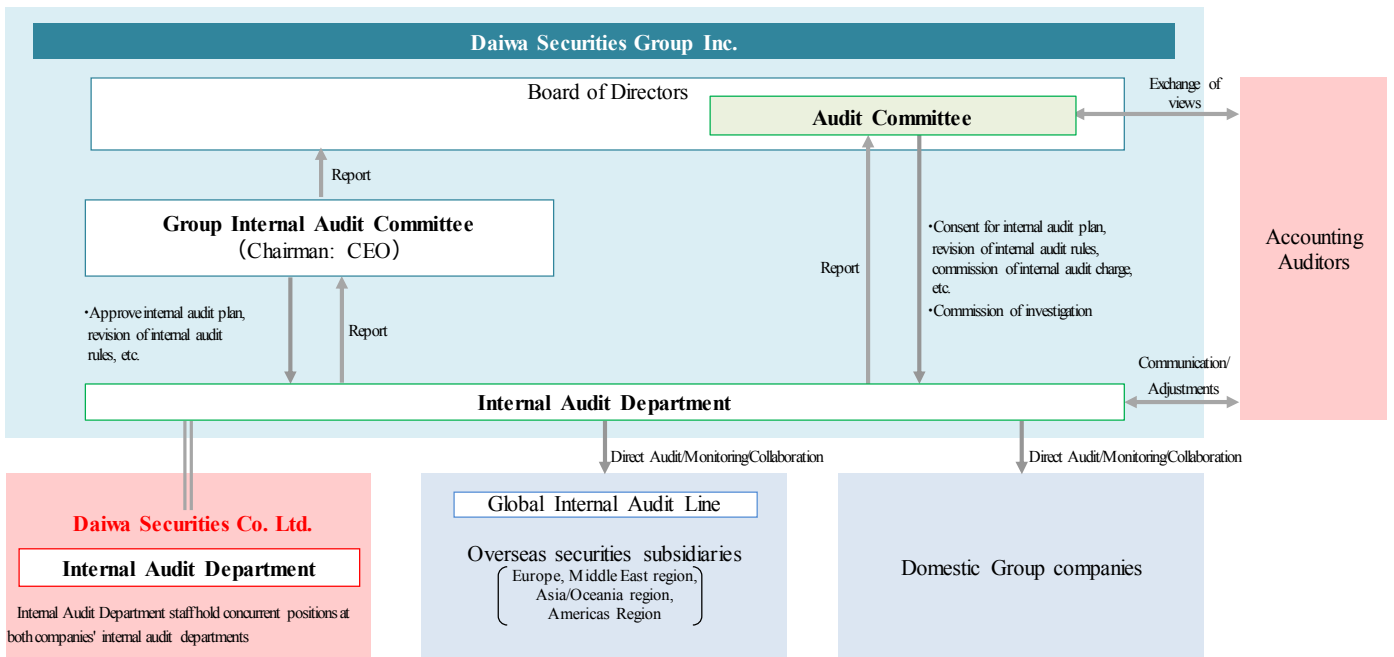 Daiwa Securities Group Inc.
Board of Directors
Audit Committee
Exchange of
views
Report
Group Internal Audit Committee
(Chairman: CEO)
Accounting
Auditors
・Approve internal audit plan,
revision of internal audit
rules, etc.
Report
Report
・Consent for internal audit plan,
revision of internal audit rules,
commission of internal audit charge,
etc.
・Commission of investigation
Communication/
Adjustments
Internal Audit Department
Direct Audit/Monitoring/Collaboration
Direct Audit/Monitoring/Collaboration
Daiwa Securities Co. Ltd.
Internal Audit Department
Internal Audit Department staff hold concurrent positions at
both companies' internal audit departments
Global Internal Audit Line
Overseas securities subsidiaries
Europe, Middle East region,
Asia/Oceania region,
Americas Region
Domestic Group companies